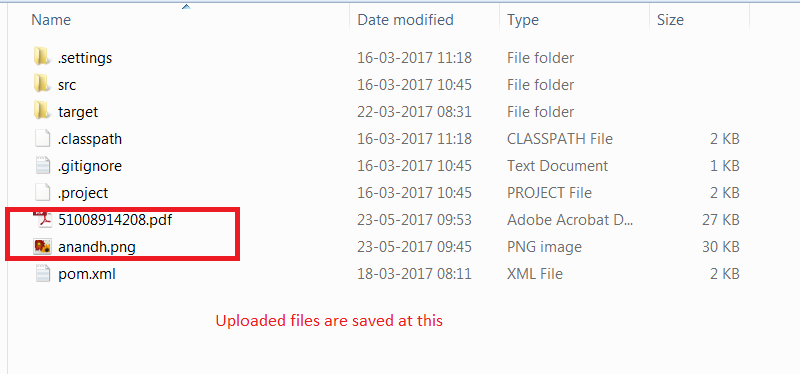 Name Date modified Type Size
.settings 16-03-2017 11:18 File folder
src 16-03-2017 10:45 File folder
target 22-03-2017 08:31 File folder
.classpath 16-03-2017 11:18 CLASSPATH File 2 KB
.gitignore 16-03-2017 10:45 Text Document 1 KB
.project 16-03-2017 10:45 PROJECT File 2 KB
51008914208.pdf 23-05-2017 09:53 Adobe Acrobat D... 27 KB
anandh.png 23-05-2017 09:45 PNG image 30 KB
pom.xml 18-03-2017 08:11 XML File 2 KB
Uploaded files are saved at this